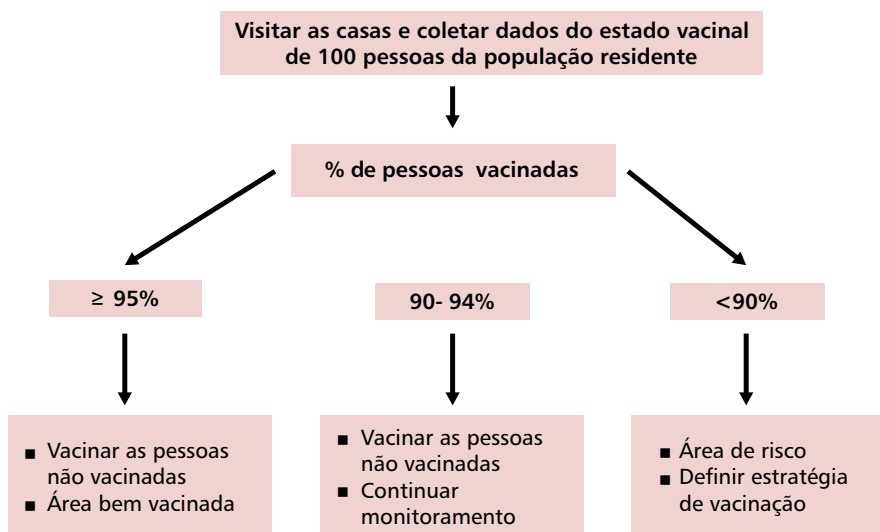 Visitar as casas e coletar dados do estado vacinal
de 100 pessoas da população residente
% de pessoas vacinadas
≥ 95%
90- 94%
<90%
■ Vacinar as pessoas
não vacinadas
■ Área bem vacinada
■ Vacinar as pessoas
não vacinadas
■ Continuar
monitoramento
■ Área de risco
■ Definir estratégia
de vacinação